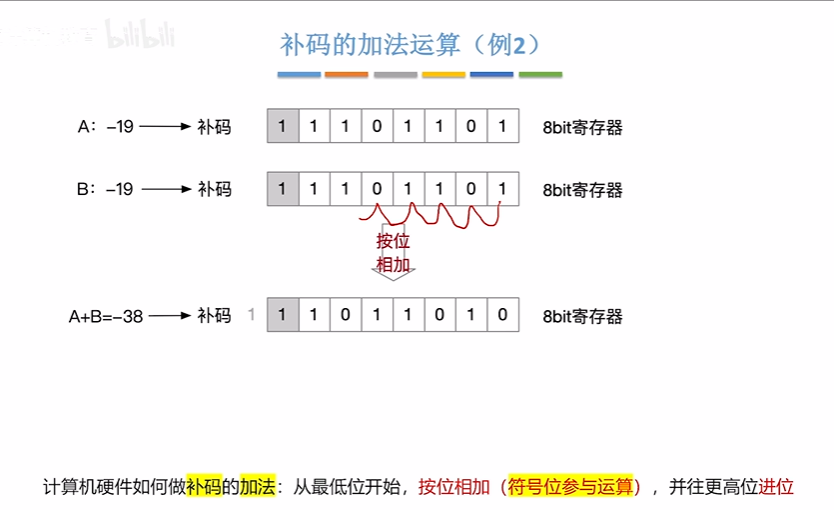 bilibili
补码的加法运算（例2）
A：-19 补码 1 1 1 0 1 1 0 1 8bit寄存器
B：-19 补码 1 1 1 0 1 1 0 1 8bit寄存器
按位
相加
A+B=-38 补码 1 1 1 0 1 1 0 1 0 8bit寄存器
计算机硬件如何做补码的加法：从最低位开始，按位相加（符号位参与运算），并往更高位进位